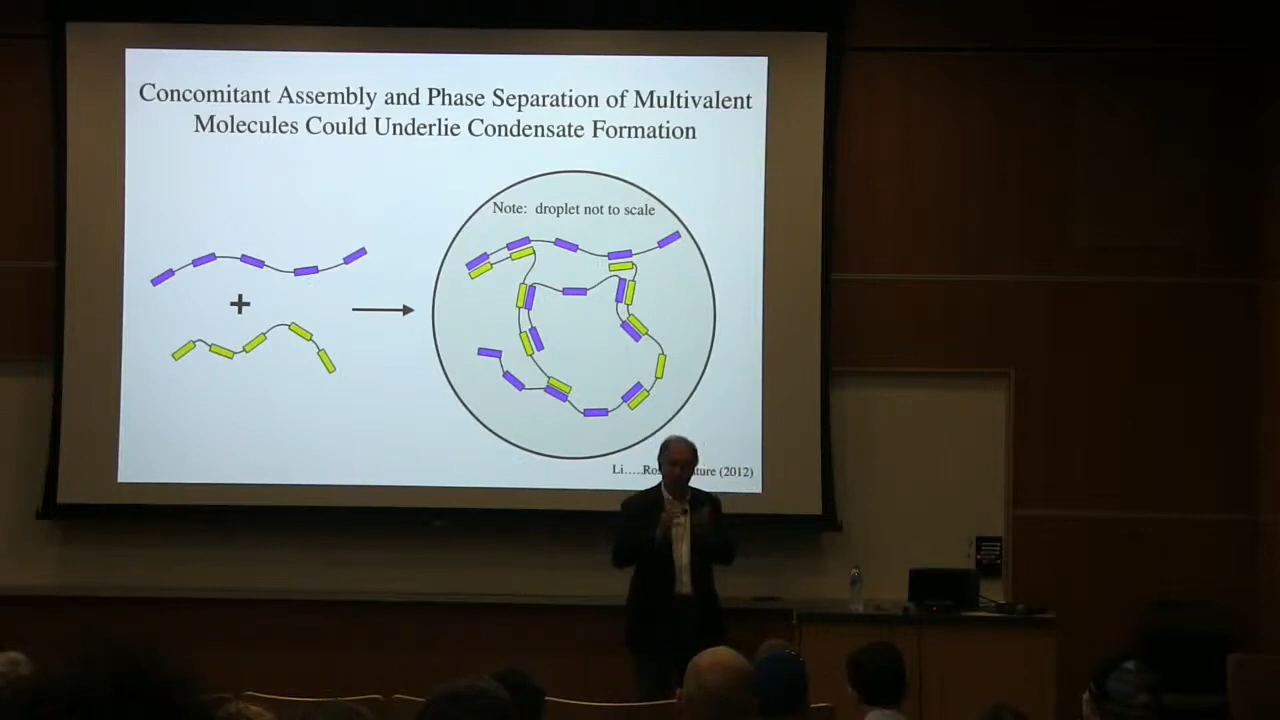 Concomitant Assembly and Phase Separation of Multivalent
Molecules Could Underlie Condensate Formation
Note: droplet not to scale
+
Li.....Ro ture (2012)